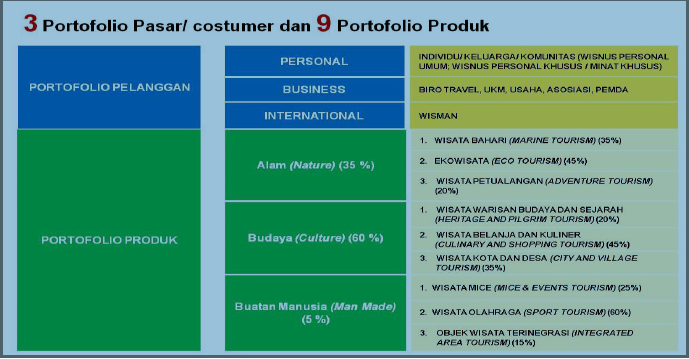 3 Portofolio Pasar/ costumer dan 9 Portofolio Produk
PORTOFOLIO PELANGGAN
PERSONAL
INDIVIDU/ KELUARGA/ KOMUNITAS (WISNUS PERSONAL
UMUM; WISNUS PERSONAL KHUSUS / MINAT KHUSUS)
BUSINESS
BIRO TRAVEL, UKM, USAHA, ASOSIASI, PEMDA
INTERNATIONAL
WISMAN
PORTOFOLIO PRODUK
Alam (Nature) (35 %)
1. WISATA BAHARI (MARINE TOURISM) (35%)
2. EKOWISATA (ECO TOURISM) (45%)
3. WISATA PETUALANGAN (ADVENTURE TOURISM)
(20%)
Budaya (Culture) (60 %)
1. WISATA WARISAN BUDAYA DAN SEJARAH
(HERITAGE AND PILGRIM TOURISM) (20%)
2. WISATA BELANJA DAN KULINER
(CULINARY AND SHOPPING TOURISM) (45%)
3. WISATA KOTA DAN DESA (CITY AND VILLAGE
TOURISM) (35%)
Buatan Manusia (Man Made)
(5 %)
1. WISATA MICE (MICE & EVENTS TOURISM) (25%)
2. WISATA OLAHRAGA (SPORT TOURISM) (60%)
3. OBJEK WISATA TERINEGRASI (INTEGRATED
AREA TOURISM) (15%)